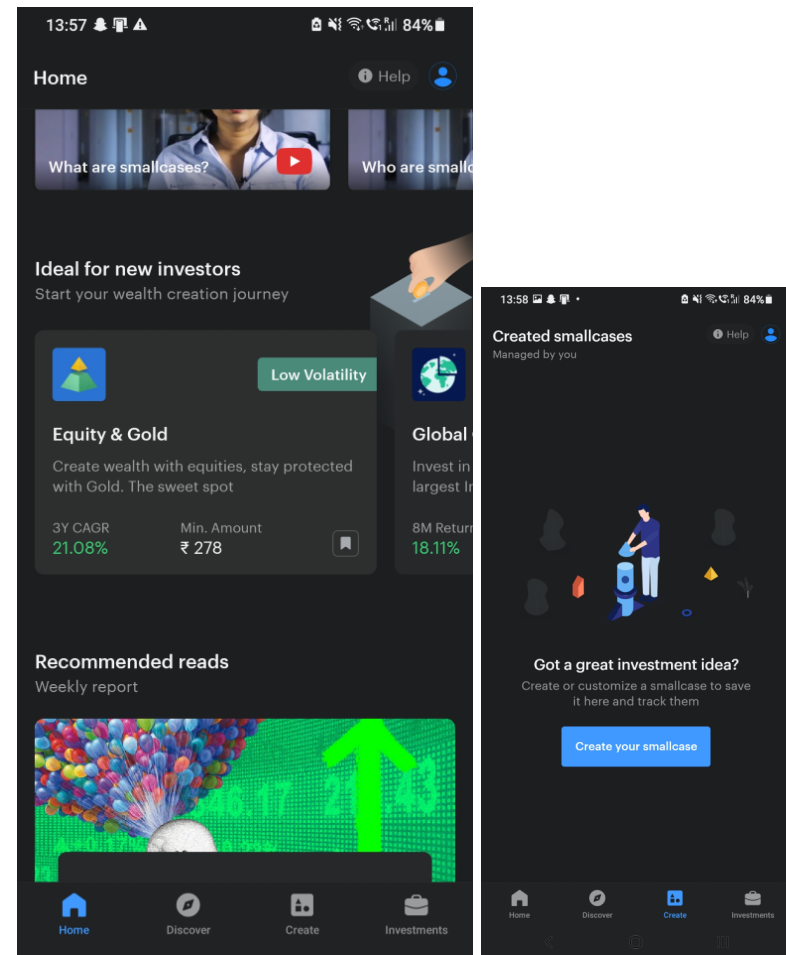 13:57
84%
Home
Help
What are smallcases?
Who are smallc
Ideal for new investors
Start your wealth creation journey
Low Volatility
Equity & Gold
Create wealth with equities, stay protected
with Gold. The sweet spot
3Y CAGR
Min. Amount
21.08%
₹ 278
Global
Invest in
largest I
8M Retur
18.11%
Recommended reads
Weekly report
Home
Discover
Create
Investments
13:58
84%
Created smallcases
Help
Managed by you
Got a great investment idea?
Create or customize a smallcase to save
it here and track them
Create your smallcase
Home
Discover
Create
Investments